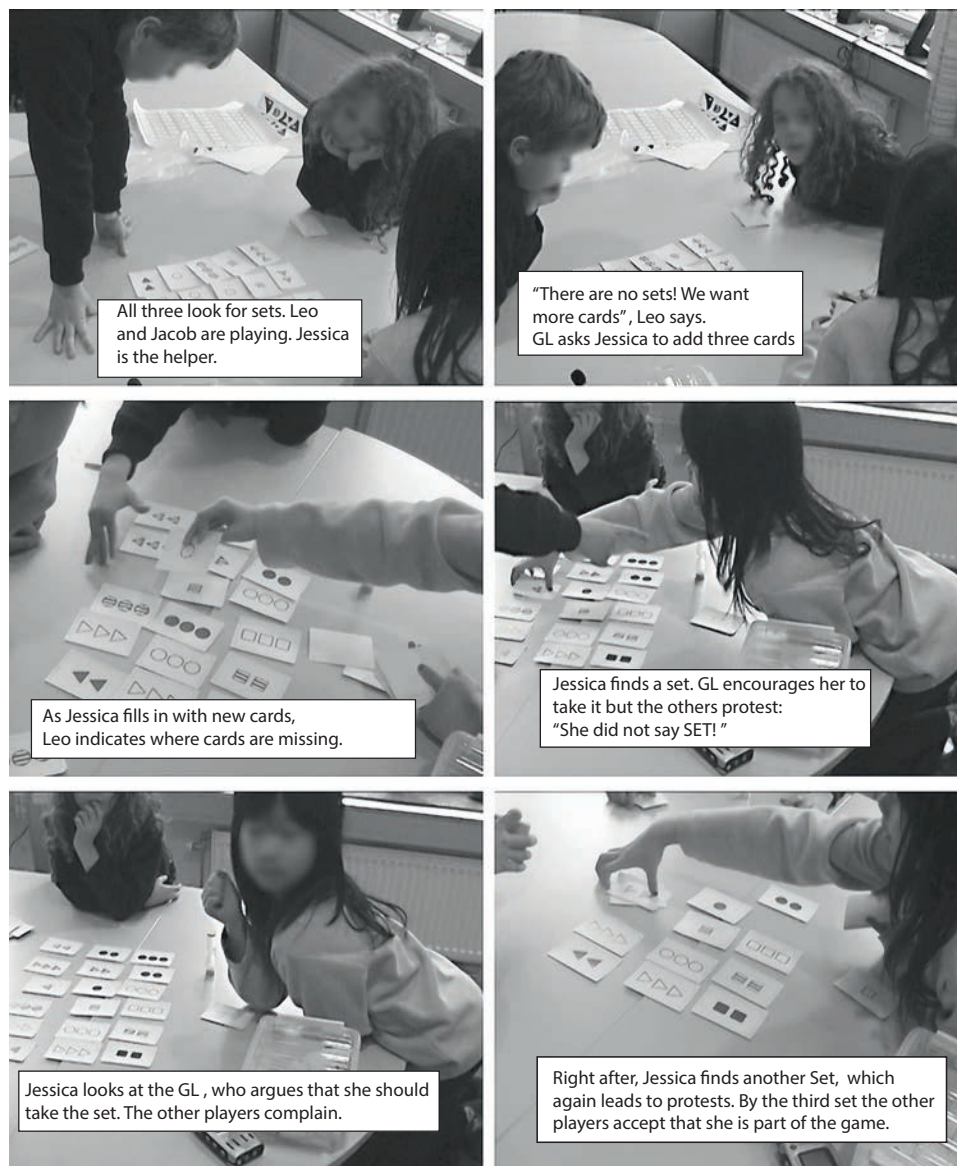 All three look for sets. Leo
and Jacob are playing. Jessica
is the helper.
“There are no sets! We want
more cards”, Leo says.
GL asks Jessica to add three cards
As Jessica fills in with new cards,
Leo indicates where cards are missing.
Jessica finds a set. GL encourages her to
take it but the others protest:
“She did not say SET! ”
Jessica looks at the GL , who argues that she should
take the set. The other players complain.
Right after, Jessica finds another Set, which
again leads to protests. By the third set the other
players accept that she is part of the game.